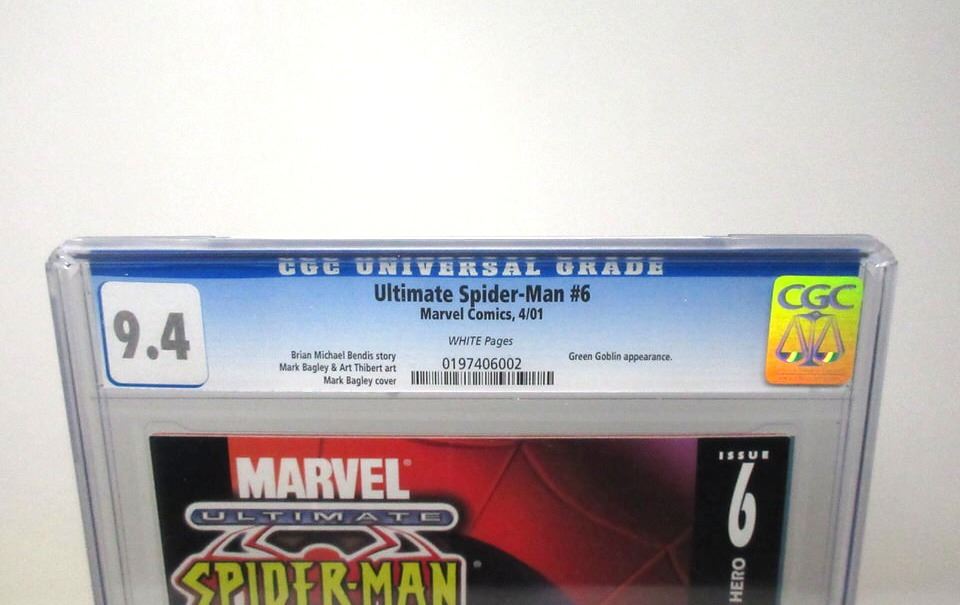 CGC UNIVERSAL GRADE
9.4
Ultimate Spider-Man #6
Marvel Comics, 4/01
WHITE Pages
Brian Michael Bendis story
Mark Bagley & Art Thibert art
Mark Bagley cover
0197406002
Green Goblin appearance.
CGC
MARVEL®
ULTIMATE
SPIDER-MAN
ISSUE
6
HERO